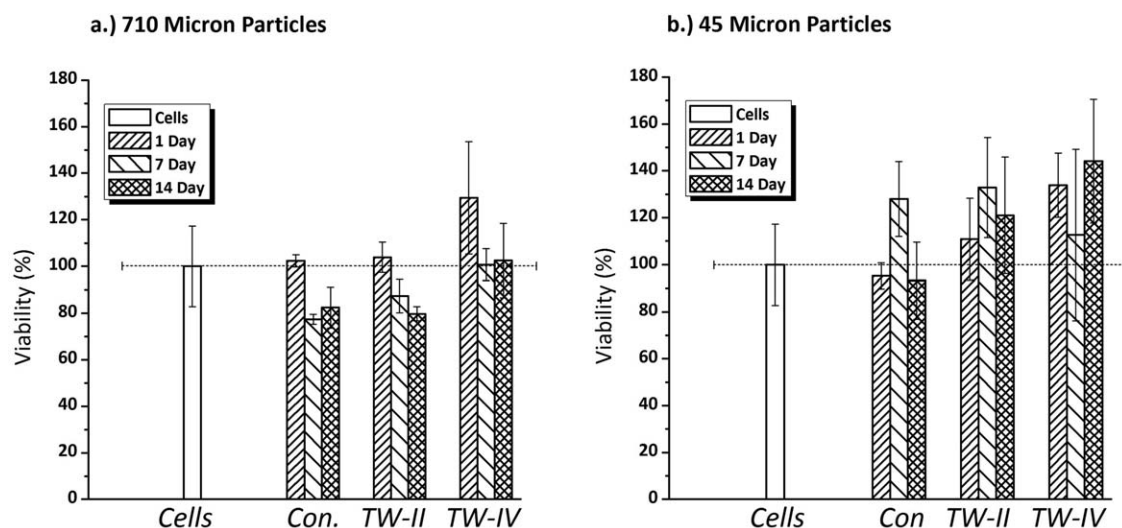 a.) 710 Micron Particles
180
160
140
120
100
80
60
40
20
0
Viability (%)
Cells
1 Day
7 Day
14 Day
Cells
Con.
TW-II
TW-IV
b.) 45 Micron Particles
180
160
140
120
100
80
60
40
20
0
Viability (%)
Cells
1 Day
7 Day
14 Day
Cells
Con
TW-II
TW-IV